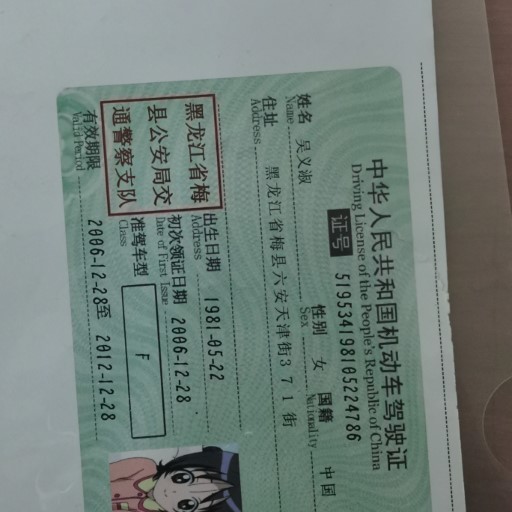 中华人民共和国机动车驾驶证
Driving License of the People's Republic of China
证号 519534198105224786
姓名 吴义淑 性别 女 国籍 中国
Name Sex Nationality
住址 黑龙江省梅县六安天津街371街
Address
出生日期 1981-05-22
Address
初次领证日期 2006-12-28
Date of First Issue
准驾车型 F
Class
黑龙江省梅
县公安局交
通警察支队
有效期限 2006-12-28至 2012-12-28
Valid Period